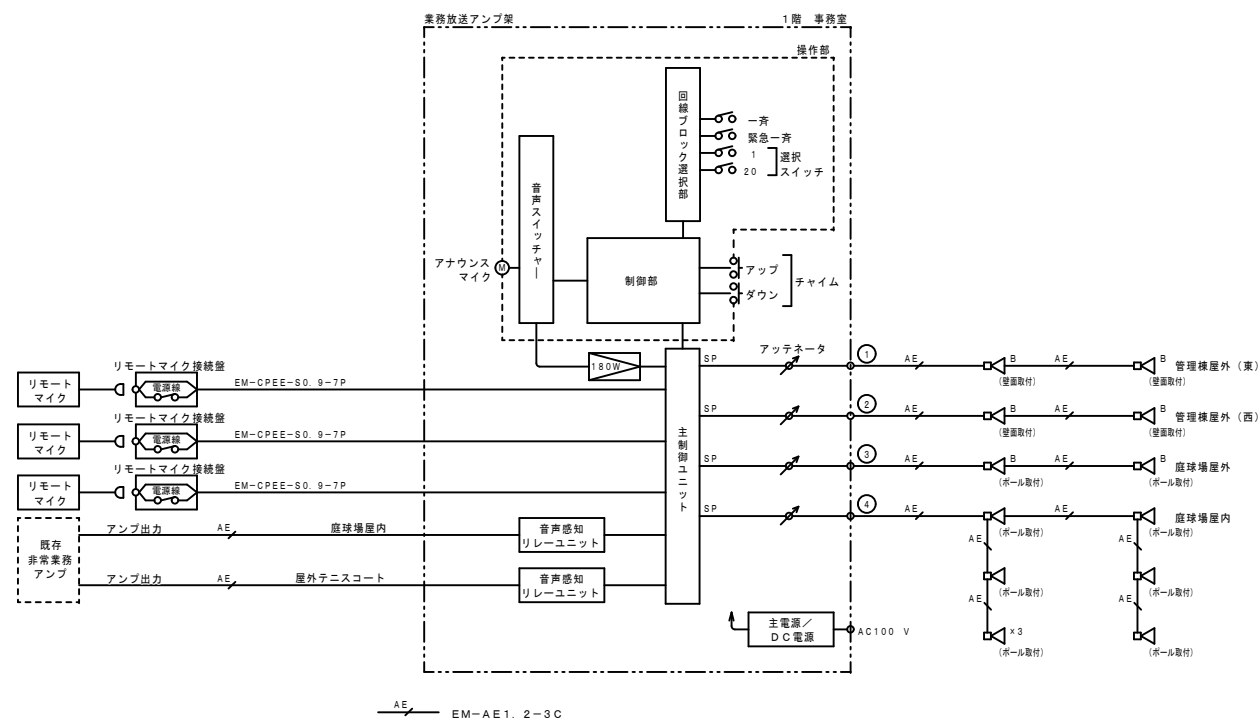 業務放送アンプ架
1階 事務室
操作部
回線ブロック選択部
一斉
緊急一斉
1
20
選択
スイッチ
音声スイッチャー
アナウンス
マイク
M
制御部
アップ
ダウン
チャイム
180W
主制御ユニット
リモート
マイク
リモートマイク接続盤
電源線
EM-CPEE-S0.9-7P
リモート
マイク
リモートマイク接続盤
電源線
EM-CPEE-S0.9-7P
リモート
マイク
リモートマイク接続盤
電源線
EM-CPEE-S0.9-7P
既存
非常業務
アンプ
アンプ出力 AE 庭球場屋内
音声感知
リレーユニット
アンプ出力 AE 屋外テニスコート
音声感知
リレーユニット
SP アッテネータ ① AE B AE B 管理棟屋外(東)
(壁面取付) (壁面取付)
SP ② AE B AE B 管理棟屋外(西)
(壁面取付) (壁面取付)
SP ③ AE B AE B 庭球場屋外
(ポール取付) (ポール取付)
SP ④ AE AE 庭球場屋内
(ポール取付) (ポール取付)
AE AE
(ポール取付) (ポール取付)
AE AE
×3
(ポール取付) (ポール取付)
主電源/
DC電源
AC100 V
AE EM-AE1.2-3C